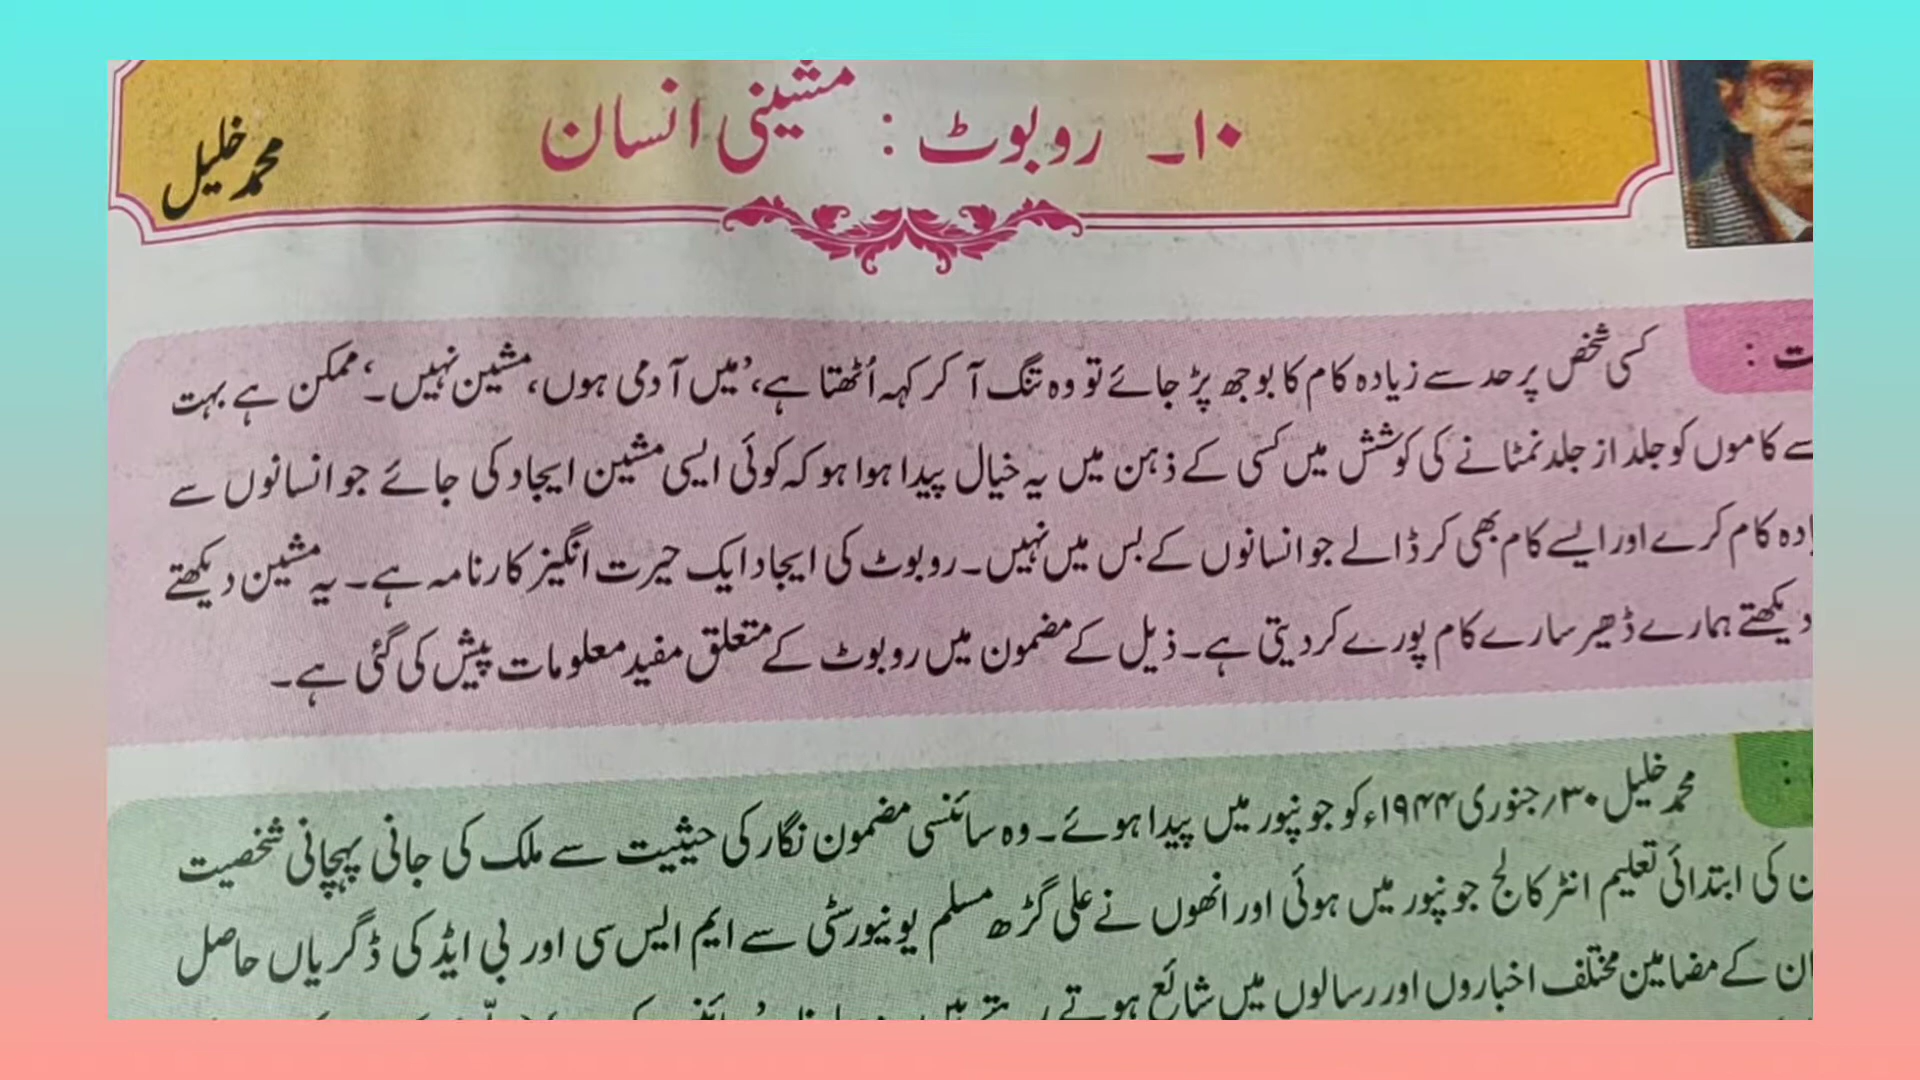 ۱۰۔ روبوٹ : مشینی انسان
محمد خلیل
کسی شخص پر حد سے زیادہ کام کا بوجھ پڑ جائے تو وہ تنگ آ کر کہہ اُٹھتا ہے، ’میں آدمی ہوں، مشین نہیں۔‘ ممکن ہے بہت
سے کاموں کو جلد از جلد نمٹانے کی کوشش میں کسی کے ذہن میں یہ خیال پیدا ہوا ہو کہ کوئی ایسی مشین ایجاد کی جائے جو انسانوں سے
کام کرے اور ایسے کام بھی کر ڈالے جو انسانوں کے بس میں نہیں۔ روبوٹ کی ایجاد ایک حیرت انگیز کارنامہ ہے۔ یہ مشین دیکھتے
دیکھتے ہمارے ڈھیر سارے کام پورے کر دیتی ہے۔ ذیل کے مضمون میں روبوٹ کے متعلق مفید معلومات پیش کی گئی ہے۔
محمد خلیل ۳۰؍ جنوری ۱۹۴۴ء کو جونپور میں پیدا ہوئے۔ وہ سائنسی مضمون نگار کی حیثیت سے ملک کی جانی پہچانی شخصیت
کی ابتدائی تعلیم انٹر کالج جونپور میں ہوئی اور انھوں نے علی گڑھ مسلم یونیورسٹی سے ایم ایس سی اور بی ایڈ کی ڈگریاں حاصل
ان کے مضامین مختلف اخباروں اور رسالوں میں شائع ہوتے